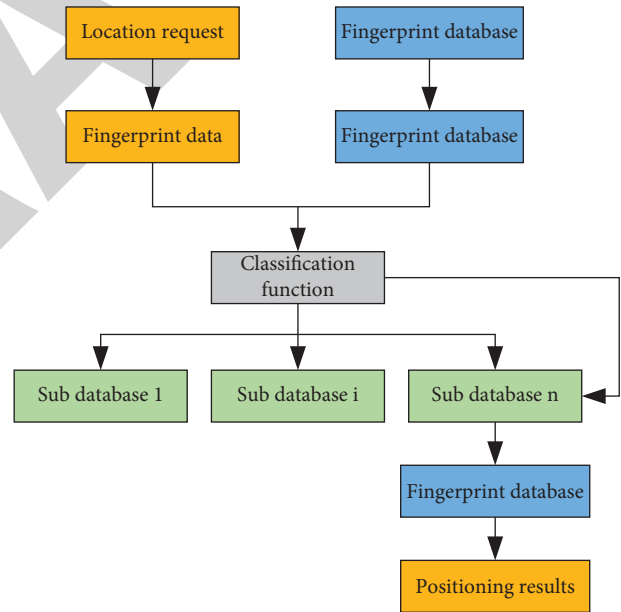 Location request
Fingerprint database
Fingerprint data
Fingerprint database
Classification
function
Sub database 1
Sub database i
Sub database n
Fingerprint database
Positioning results